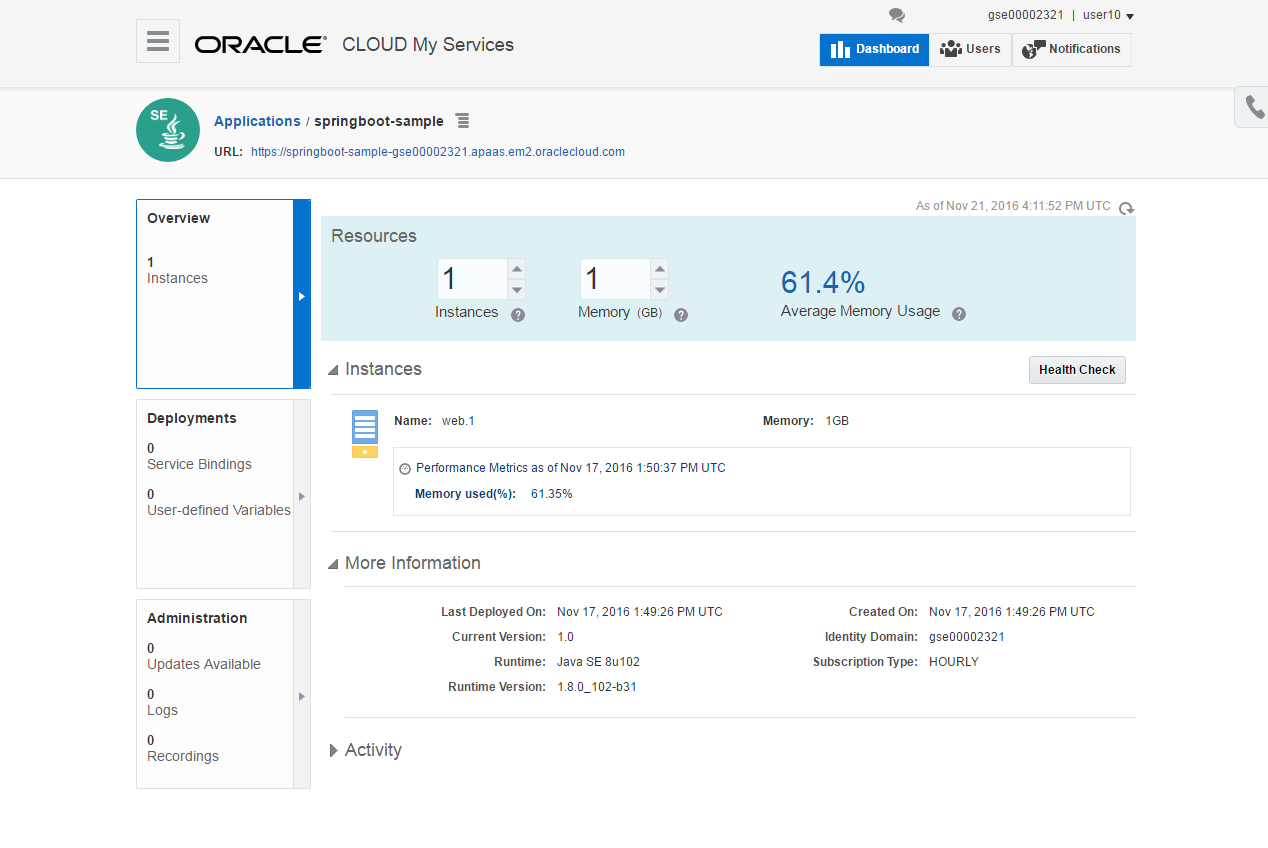 gse00002321 | user10
ORACLE CLOUD My Services
Dashboard Users Notifications
SE
Applications / springboot-sample
URL: https://springboot-sample-gse00002321.apaas.em2.oraclecloud.com
Overview
1
Instances
Deployments
0
Service Bindings
0
User-defined Variables
Administration
0
Updates Available
0
Logs
0
Recordings
As of Nov 21, 2016 4:11:52 PM UTC
Resources
1
Instances ?
1
Memory (GB) ?
61.4%
Average Memory Usage ?
Instances
Health Check
Name: web.1 Memory: 1GB
Performance Metrics as of Nov 17, 2016 1:50:37 PM UTC
Memory used(%): 61.35%
More Information
Last Deployed On: Nov 17, 2016 1:49:26 PM UTC Created On: Nov 17, 2016 1:49:26 PM UTC
Current Version: 1.0 Identity Domain: gse00002321
Runtime: Java SE 8u102 Subscription Type: HOURLY
Runtime Version: 1.8.0_102-b31
Activity